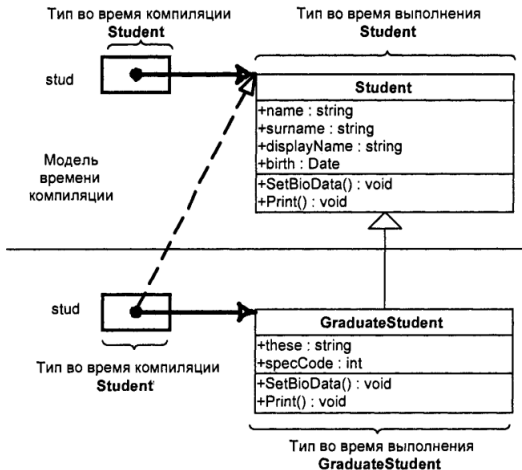 Тип во время компиляции
Student
Тип во время выполнения
Student
stud
Student
+name : string
+surname : string
+displayName : string
+birth : Date
+SetBioData() : void
+Print() : void
Модель
времени
компиляции
stud
GraduateStudent
+these : string
+specCode : int
+SetBioData() : void
+Print() : void
Тип во время компиляции
Student
Тип во время выполнения
GraduateStudent